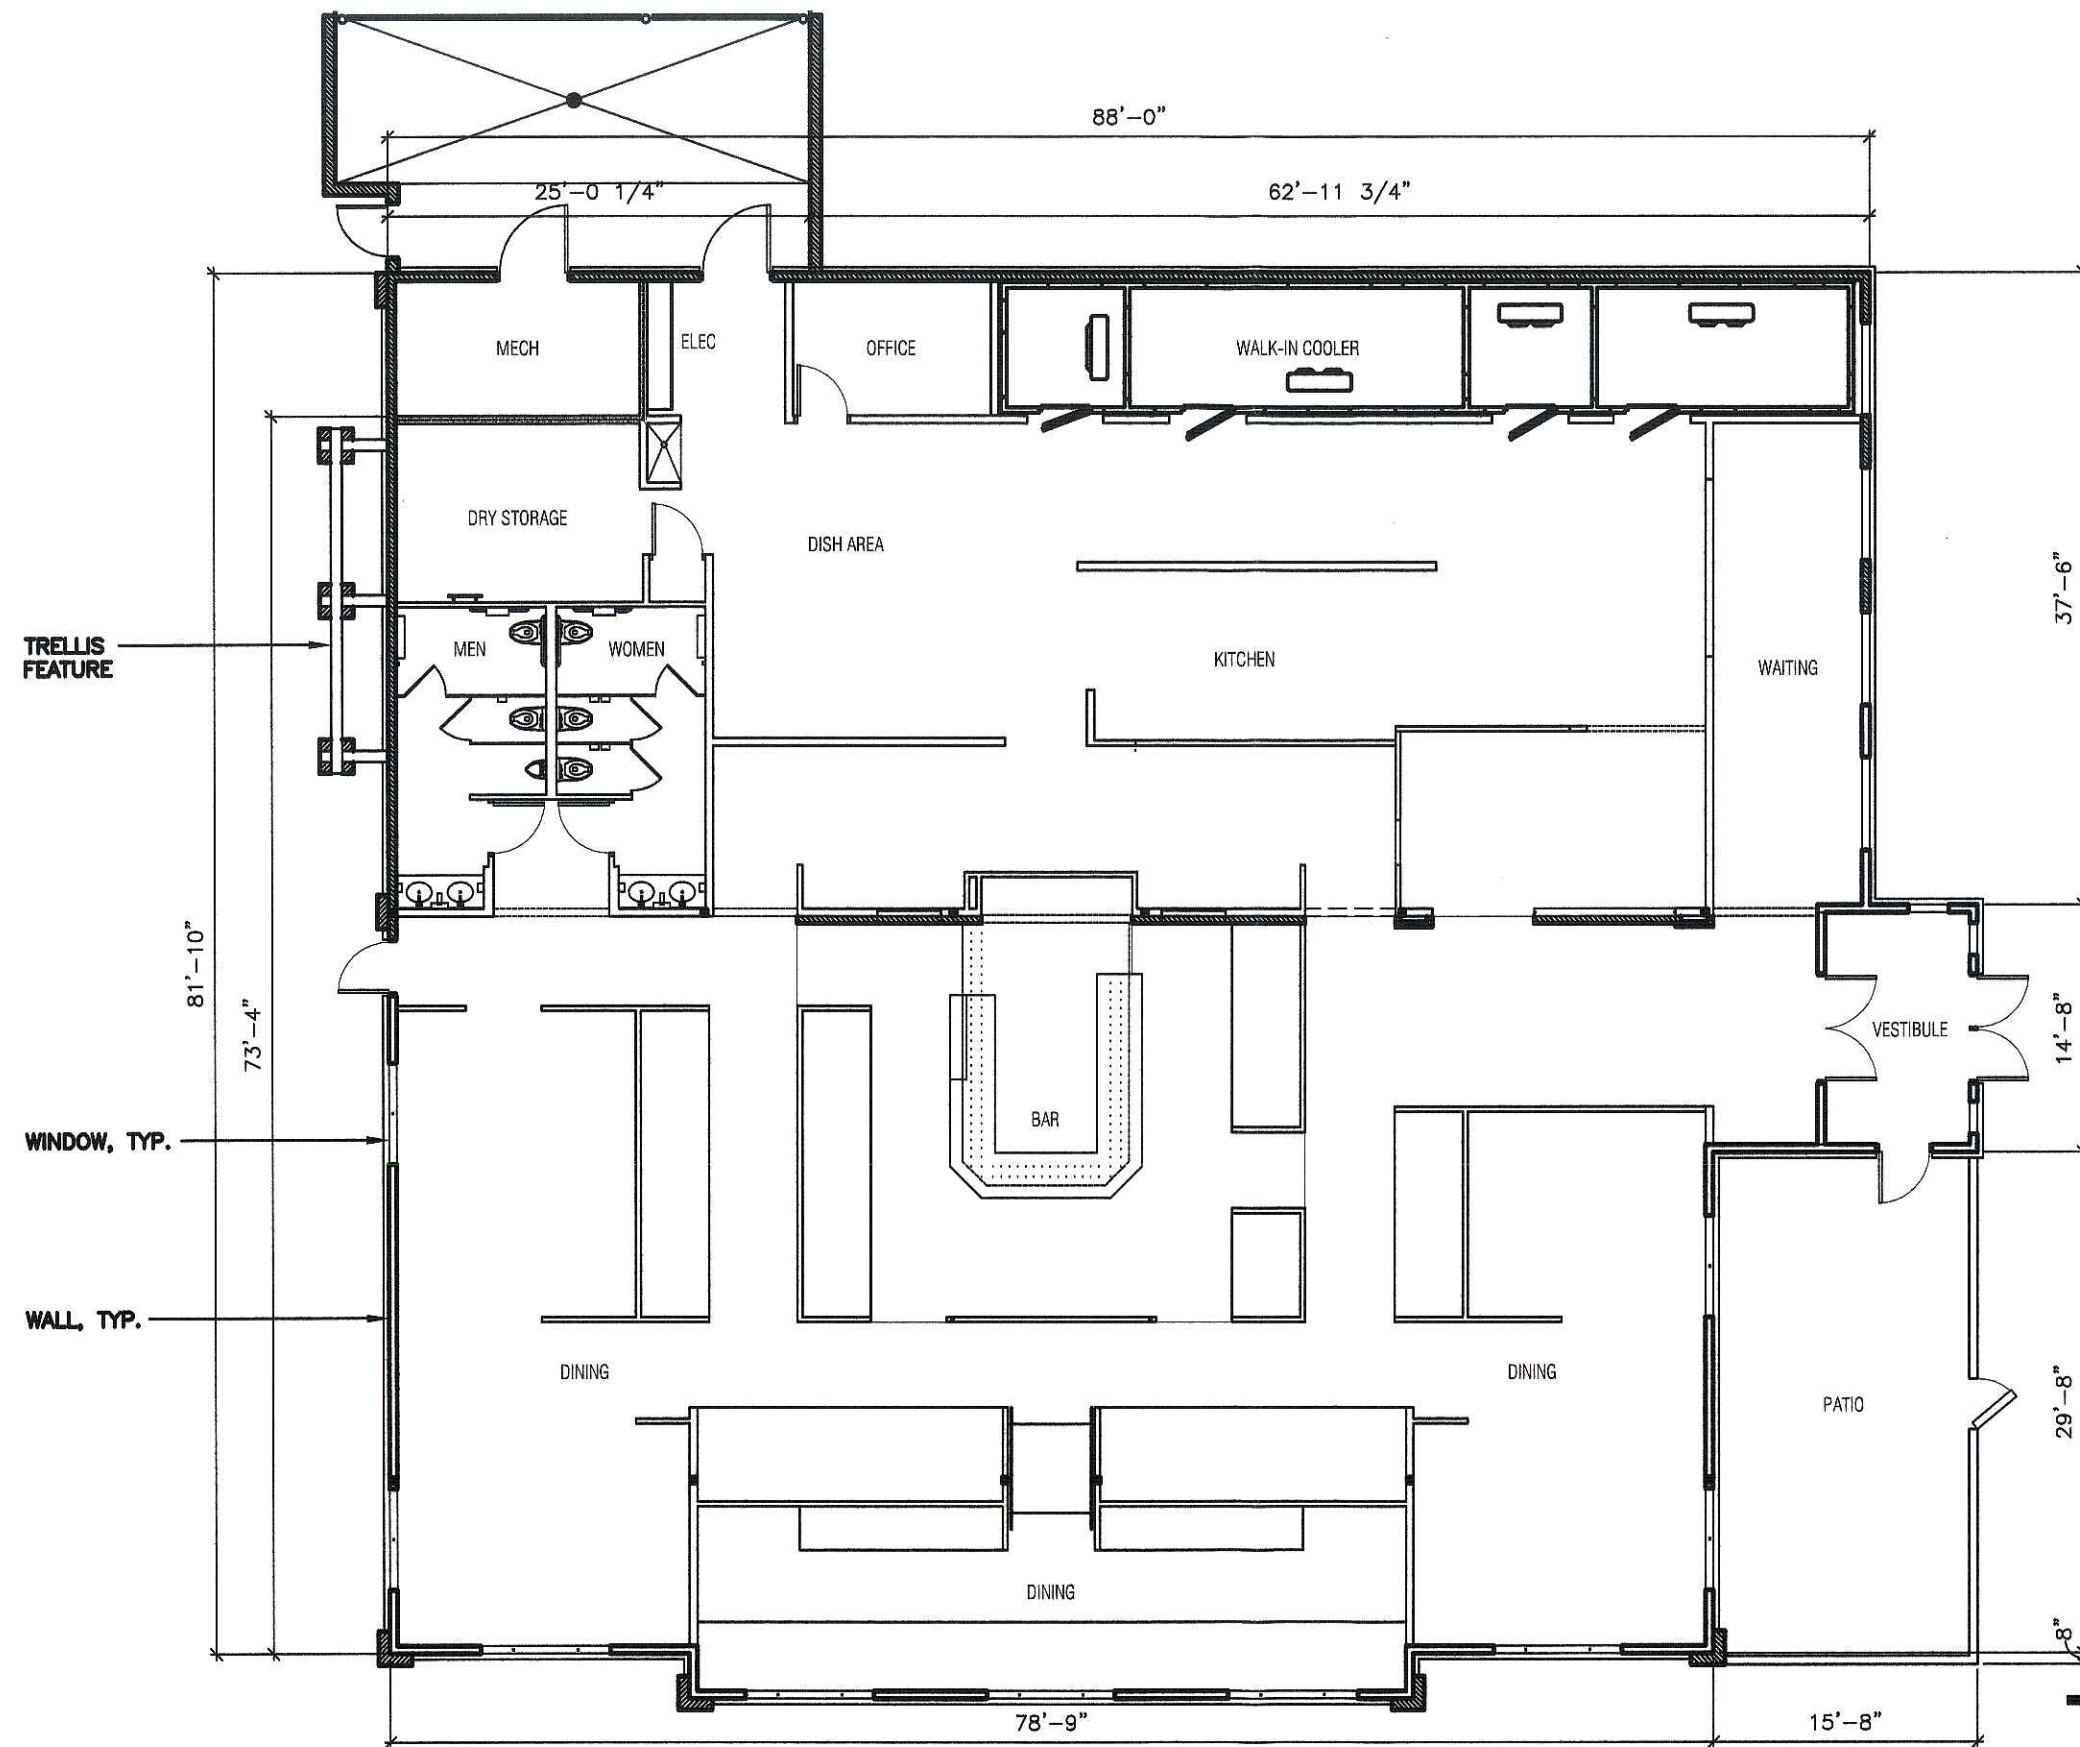 88'-0"
25'-0 1/4"
62'-11 3/4"
MECH
ELEC
OFFICE
WALK-IN COOLER
DRY STORAGE
DISH AREA
37'-6"
TRELLIS
FEATURE
MEN
WOMEN
KITCHEN
WAITING
81'-10"
73'-4"
14'-8"
VESTIBULE
BAR
WINDOW, TYP.
WALL, TYP.
DINING
DINING
PATIO
29'-8"
DINING
8"
78'-9"
15'-8"